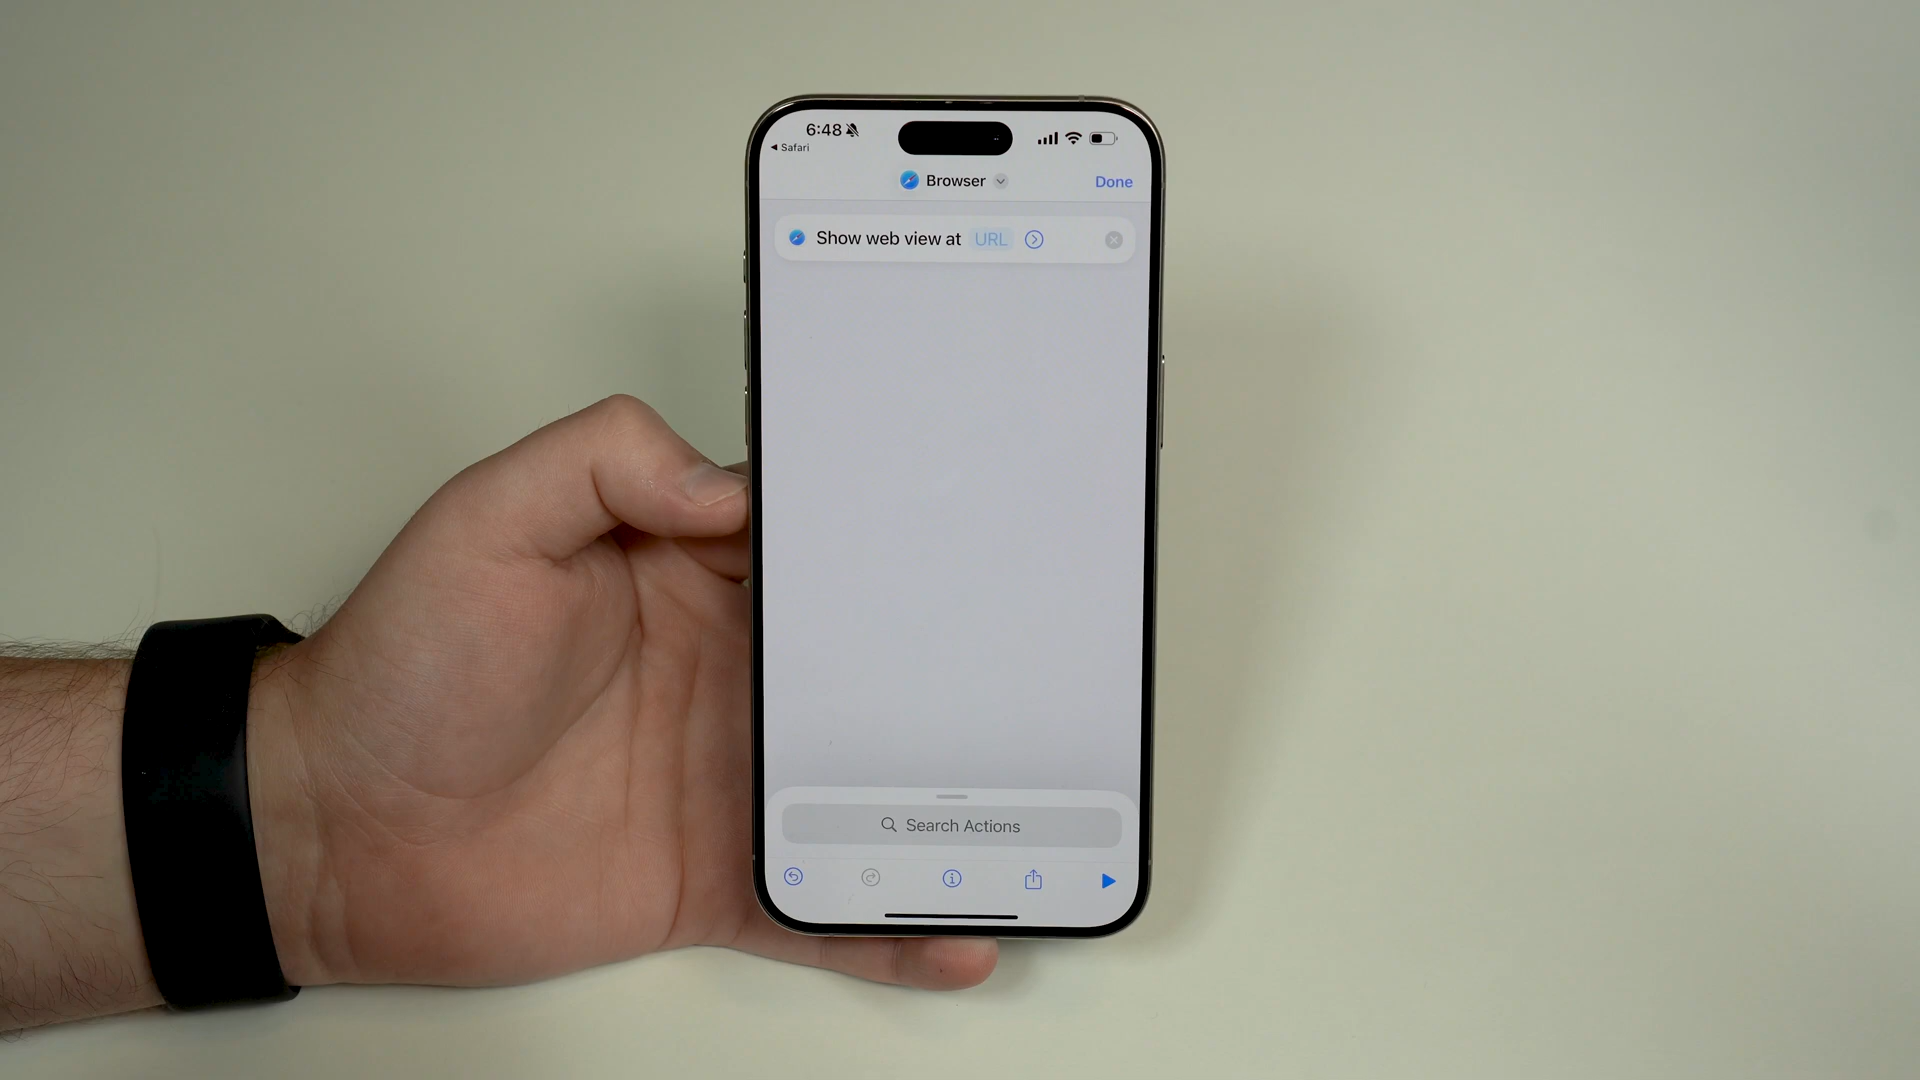 6:48
◀ Safari
Browser
Done
Show web view at URL
Search Actions